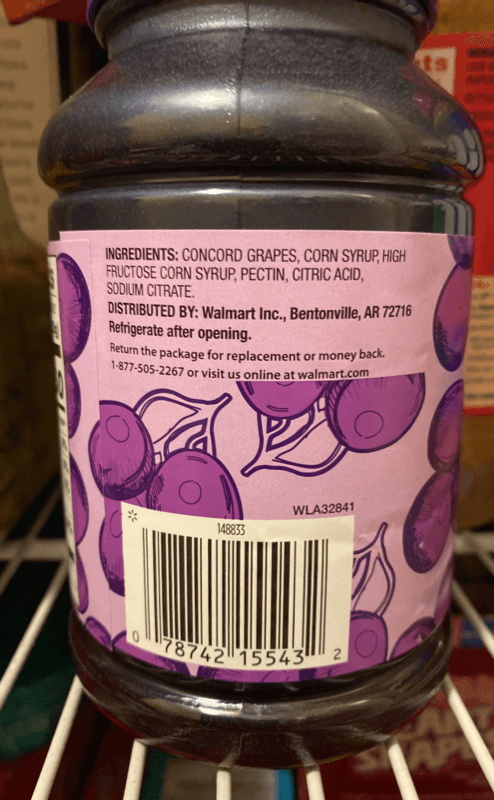 INGREDIENTS: CONCORD GRAPES, CORN SYRUP, HIGH
FRUCTOSE CORN SYRUP, PECTIN, CITRIC ACID,
SODIUM CITRATE.
DISTRIBUTED BY: Walmart Inc., Bentonville, AR 72716
Refrigerate after opening.
Return the package for replacement or money back.
1-877-505-2267 or visit us online at walmart.com
WLA32841
148833
0 78742 15543 2
ts